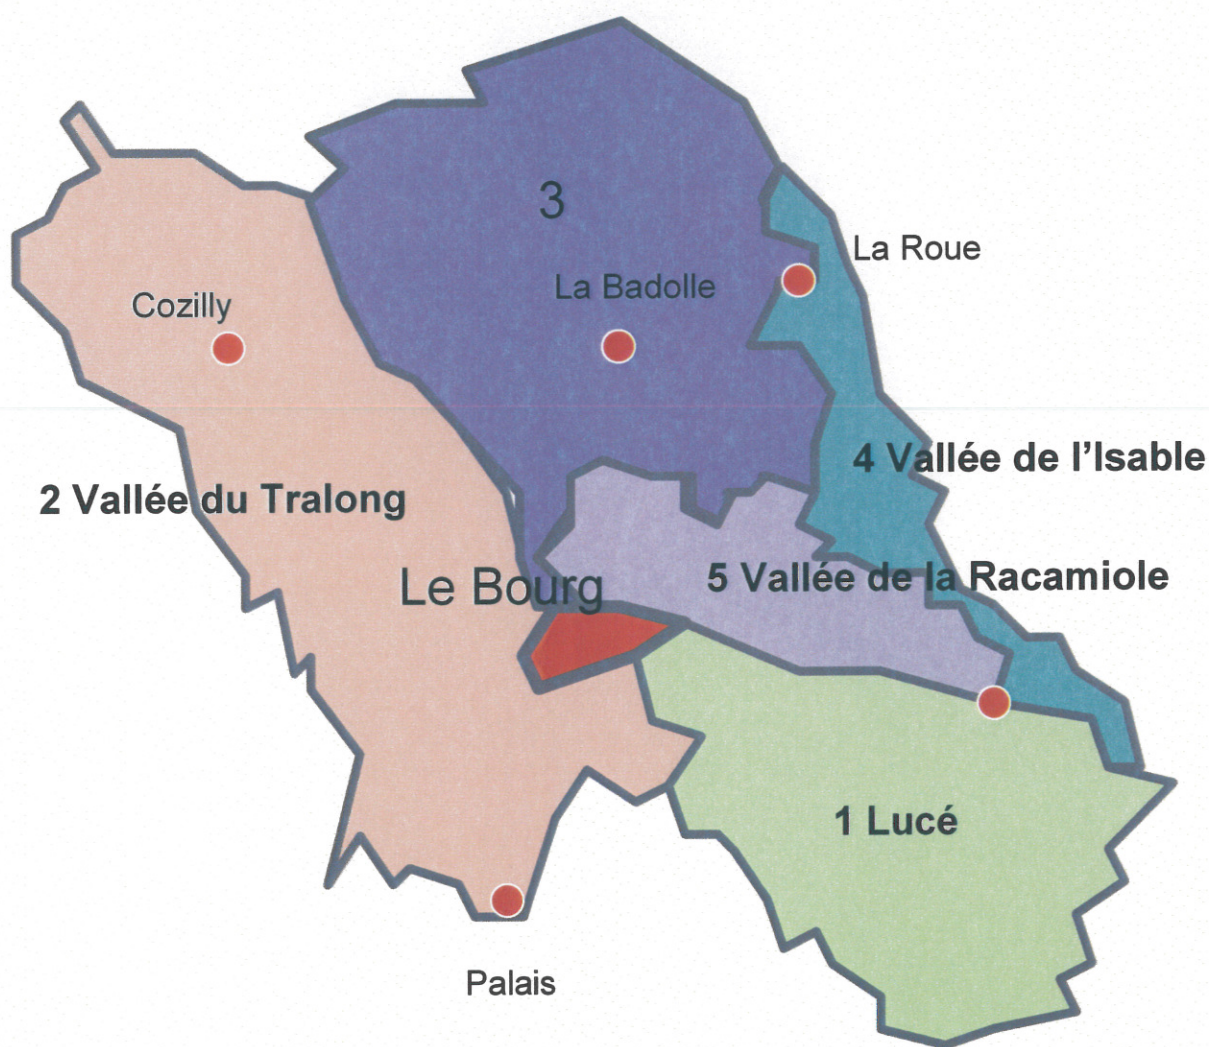 3
La Roue
La Badolle
Cozilly
4 Vallée de l'Isable
2 Vallée du Tralong
5 Vallée de la Racamiole
Le Bourg
1 Lucé
Palais